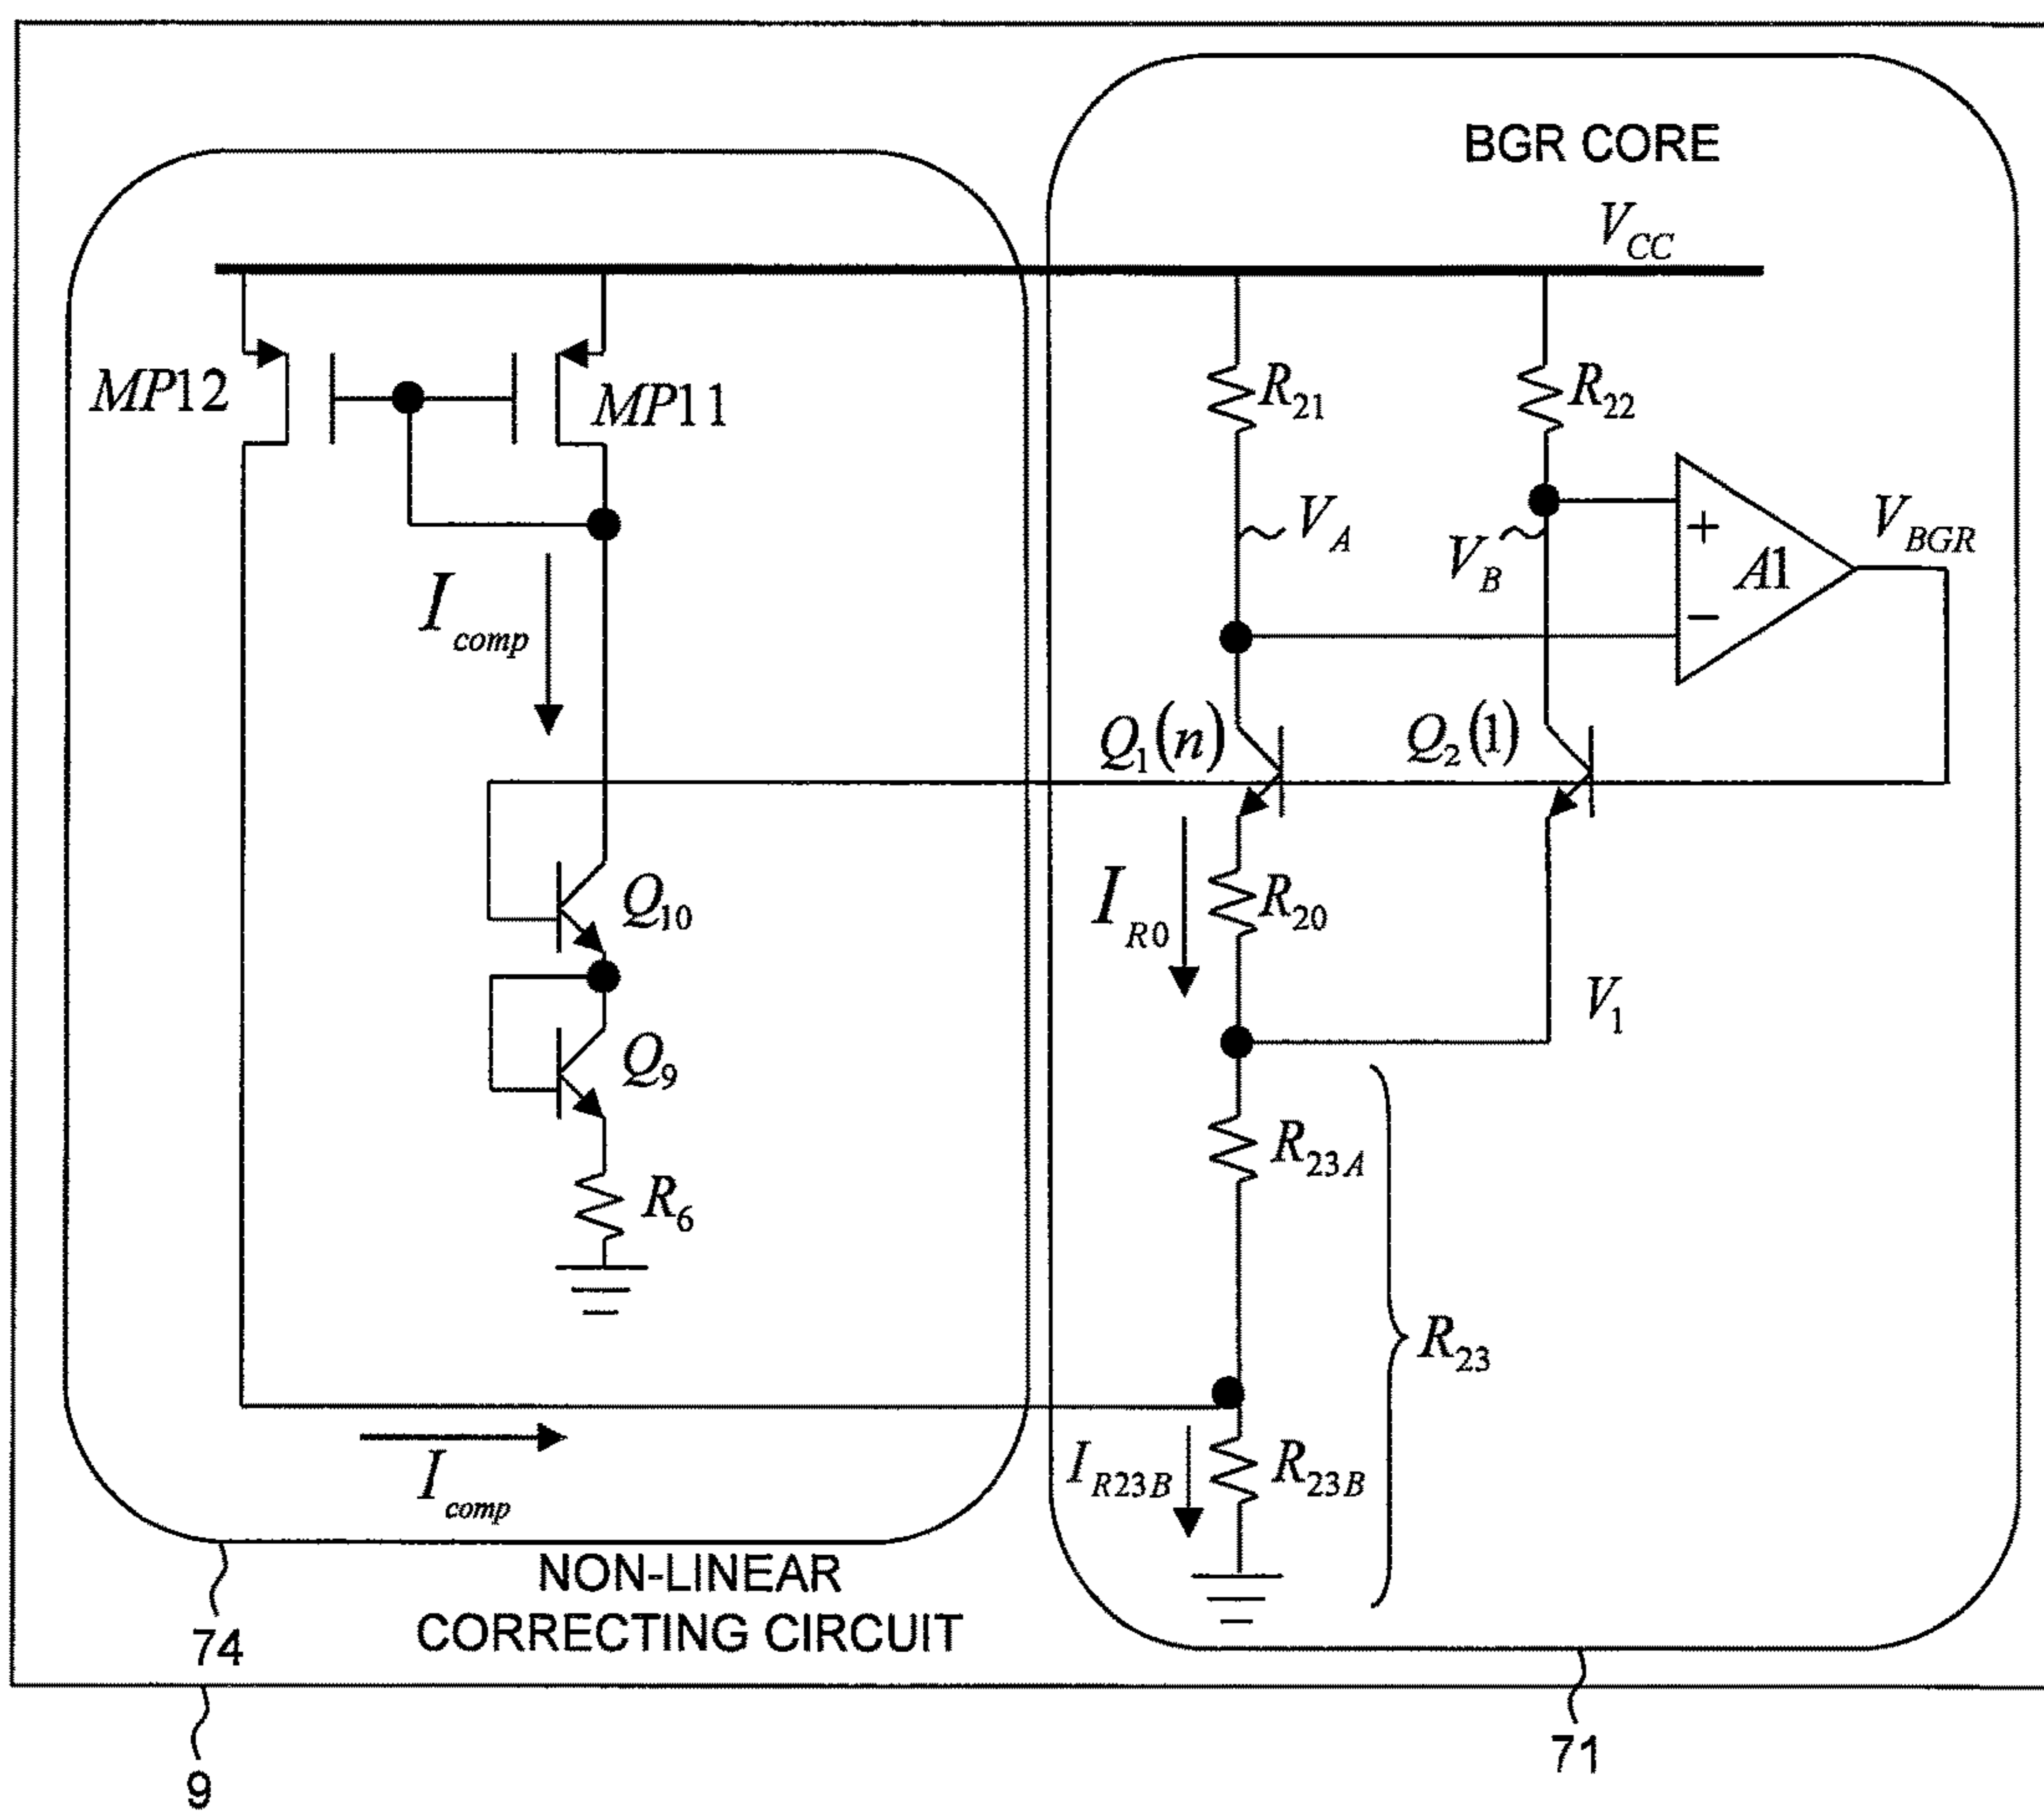 BGR CORE
V_CC
MP12
MP11
R_21
R_22
V_A
V_B
+
−
A1
V_BGR
I_comp
Q_1(n)
Q_2(1)
Q_10
I_R0
R_20
V_1
Q_9
R_23A
R_6
R_23
I_comp
I_R23B
R_23B
NON-LINEAR
CORRECTING CIRCUIT
74
71
9